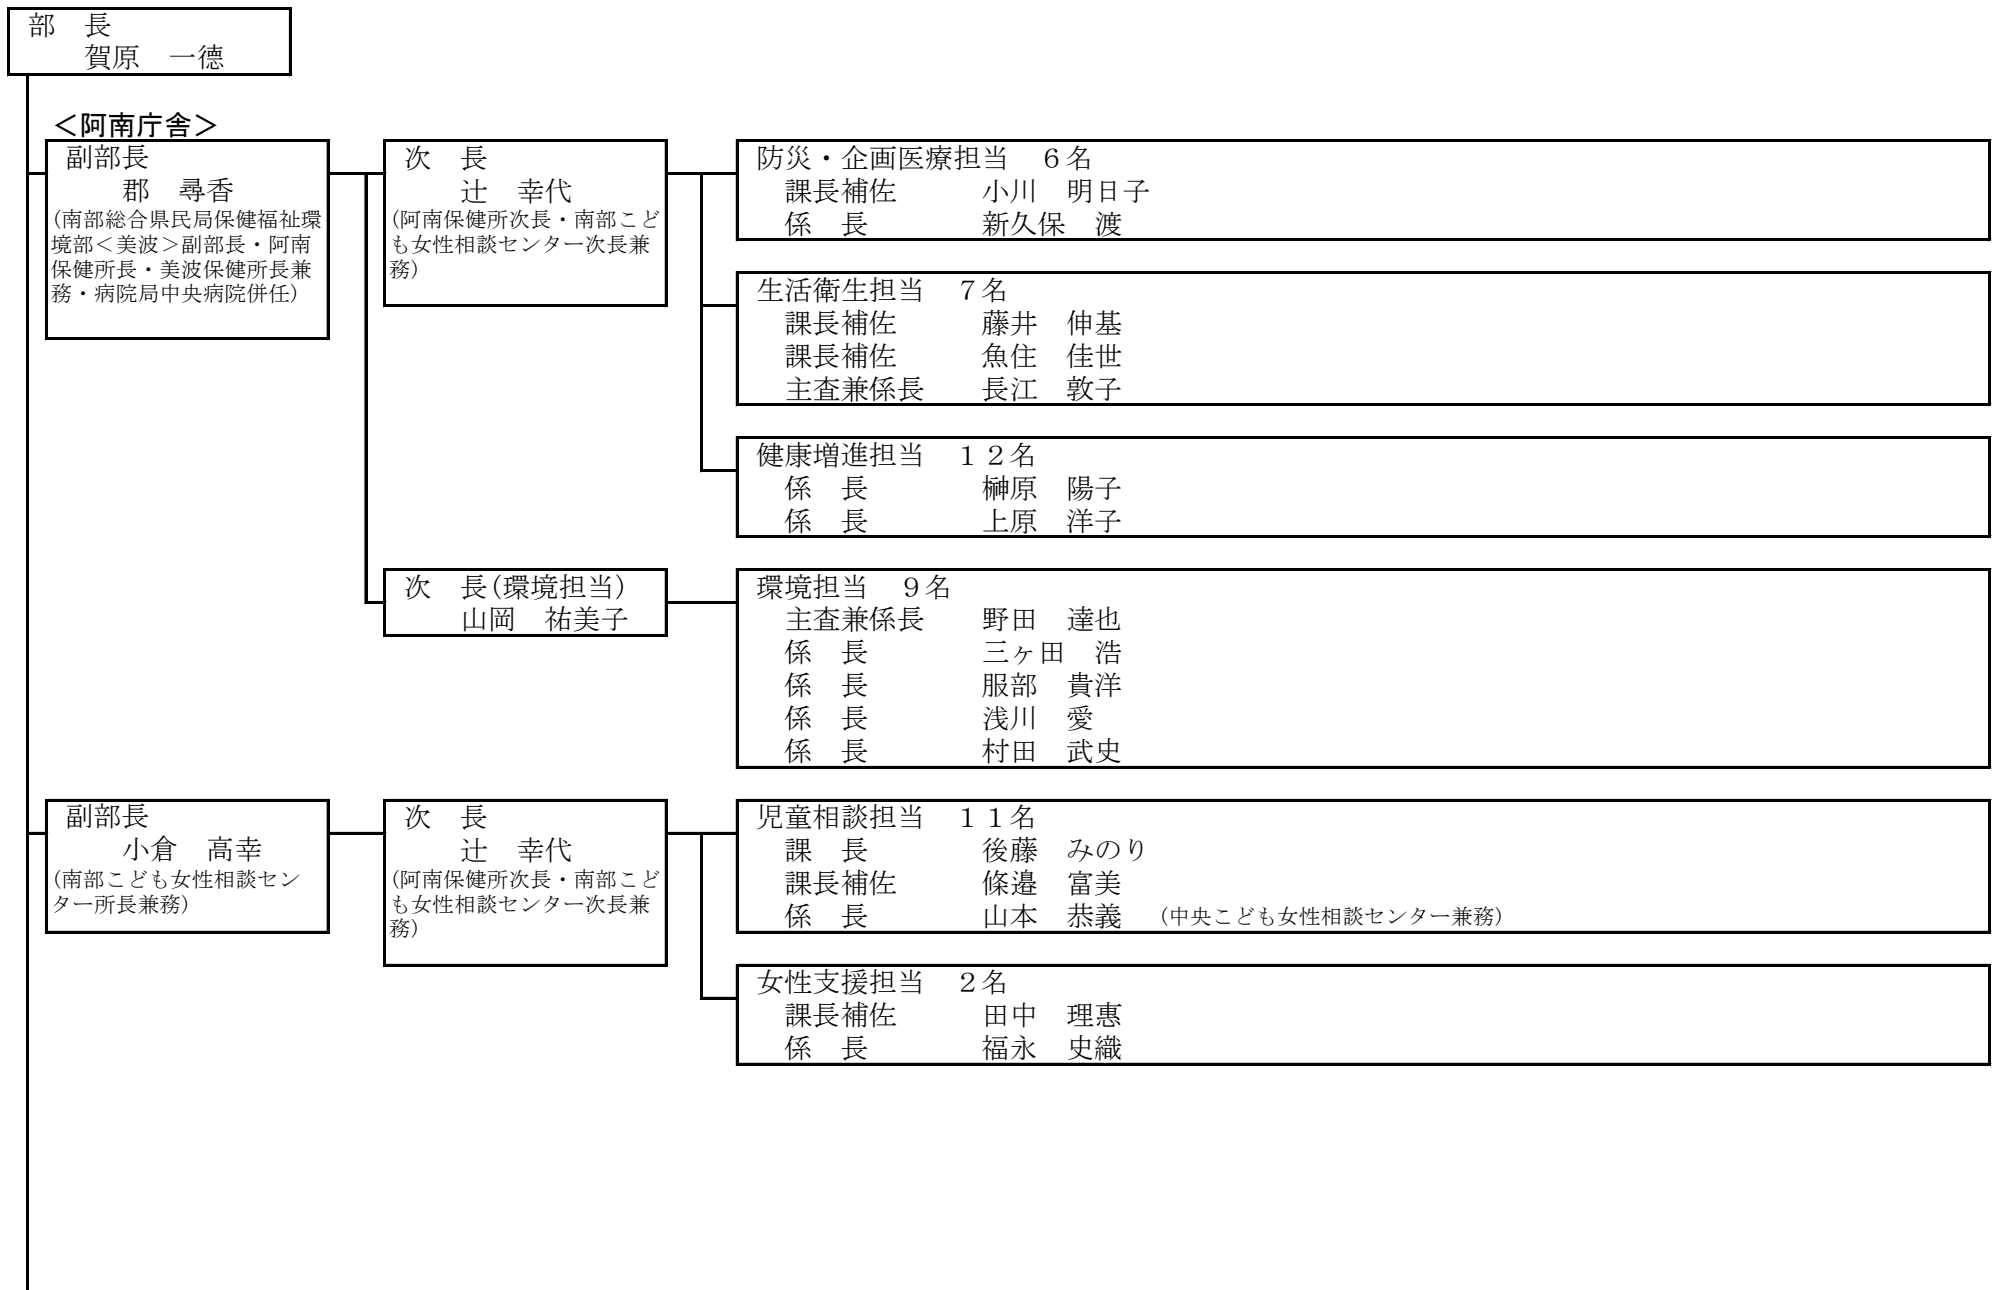 部　長
賀原　一德
＜阿南庁舎＞
副部長
郡　尋香
(南部総合県民局保健福祉環
境部＜美波＞副部長・阿南
保健所長・美波保健所長兼
務・病院局中央病院併任)
次　長
辻　幸代
(阿南保健所次長・南部こど
も女性相談センター次長兼
務)
防災・企画医療担当　６名
課長補佐　小川　明日子
係　長　新久保　渡
生活衛生担当　７名
課長補佐　藤井　伸基
課長補佐　魚住　佳世
主査兼係長　長江　敦子
健康増進担当　１２名
係　長　榊原　陽子
係　長　上原　洋子
次　長(環境担当)
山岡　祐美子
環境担当　９名
主査兼係長　野田　達也
係　長　三ヶ田　浩
係　長　服部　貴洋
係　長　浅川　愛
係　長　村田　武史
副部長
小倉　高幸
(南部こども女性相談セン
ター所長兼務)
次　長
辻　幸代
(阿南保健所次長・南部こど
も女性相談センター次長兼
務)
児童相談担当　１１名
課　長　後藤　みのり
課長補佐　條邉　富美
係　長　山本　恭義　(中央こども女性相談センター兼務)
女性支援担当　２名
課長補佐　田中　理恵
係　長　福永　史織